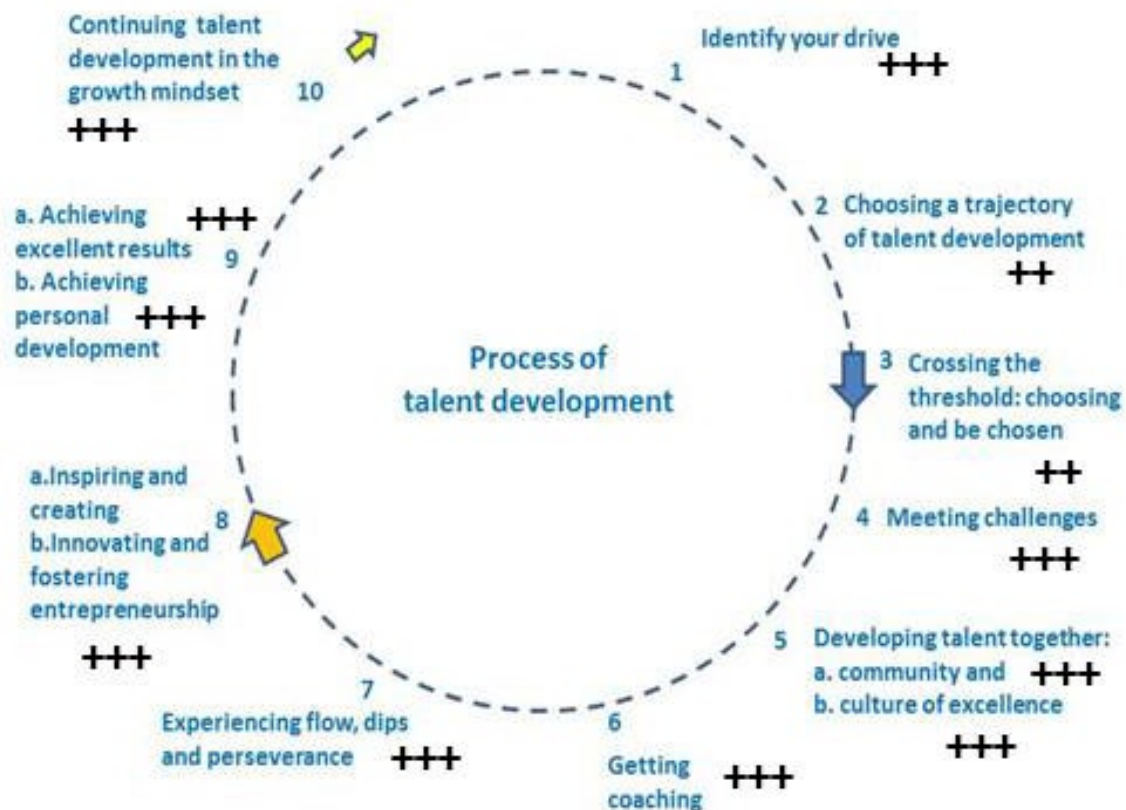 Process of
talent development
1
Identify your drive
+++
2 Choosing a trajectory
of talent development
++
3 Crossing the
threshold: choosing
and be chosen
++
4 Meeting challenges
+++
5 Developing talent together:
a. community and +++
b. culture of excellence
+++
6
Getting +++
coaching
7
Experiencing flow, dips
and perseverance +++
a.Inspiring and
creating
8
b.Innovating and
fostering
entrepreneurship
+++
a. Achieving +++
excellent results
9
b. Achieving
personal +++
development
Continuing talent
development in the
growth mindset 10
+++